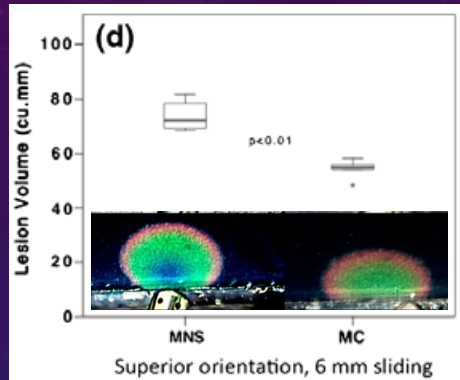 (d)
Lesion Volume (cu.mm)
100
80
60
40
20
0
p<0.01
MNS
MC
Superior orientation, 6 mm sliding